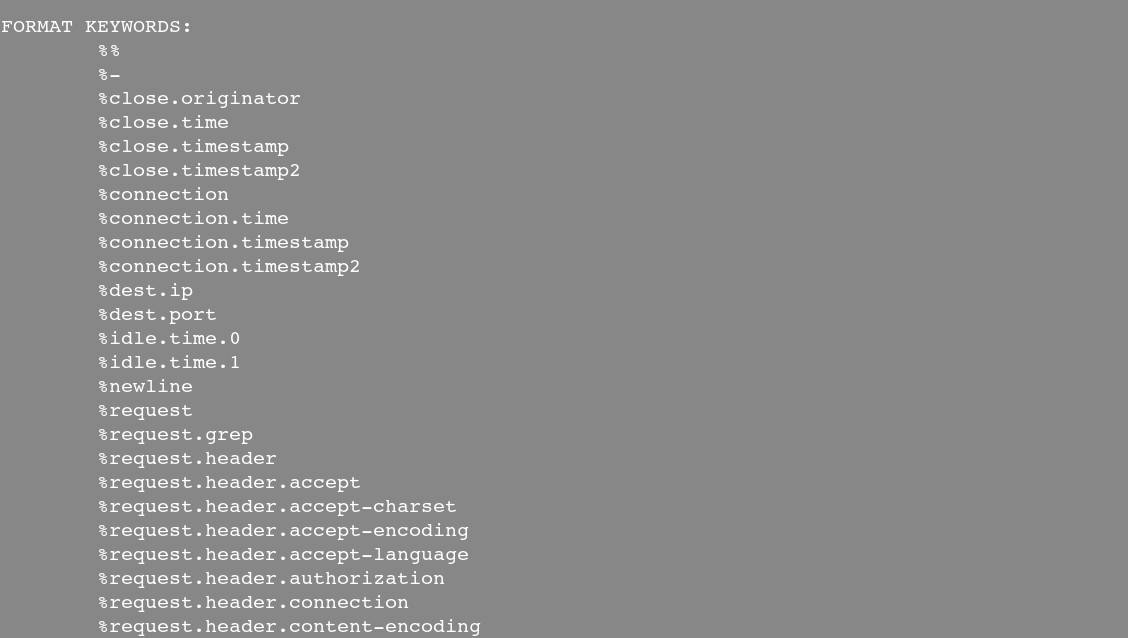 FORMAT KEYWORDS:
%%
%-
%close.originator
%close.time
%close.timestamp
%close.timestamp2
%connection
%connection.time
%connection.timestamp
%connection.timestamp2
%dest.ip
%dest.port
%idle.time.0
%idle.time.1
%newline
%request
%request.grep
%request.header
%request.header.accept
%request.header.accept-charset
%request.header.accept-encoding
%request.header.accept-language
%request.header.authorization
%request.header.connection
%request.header.content-encoding